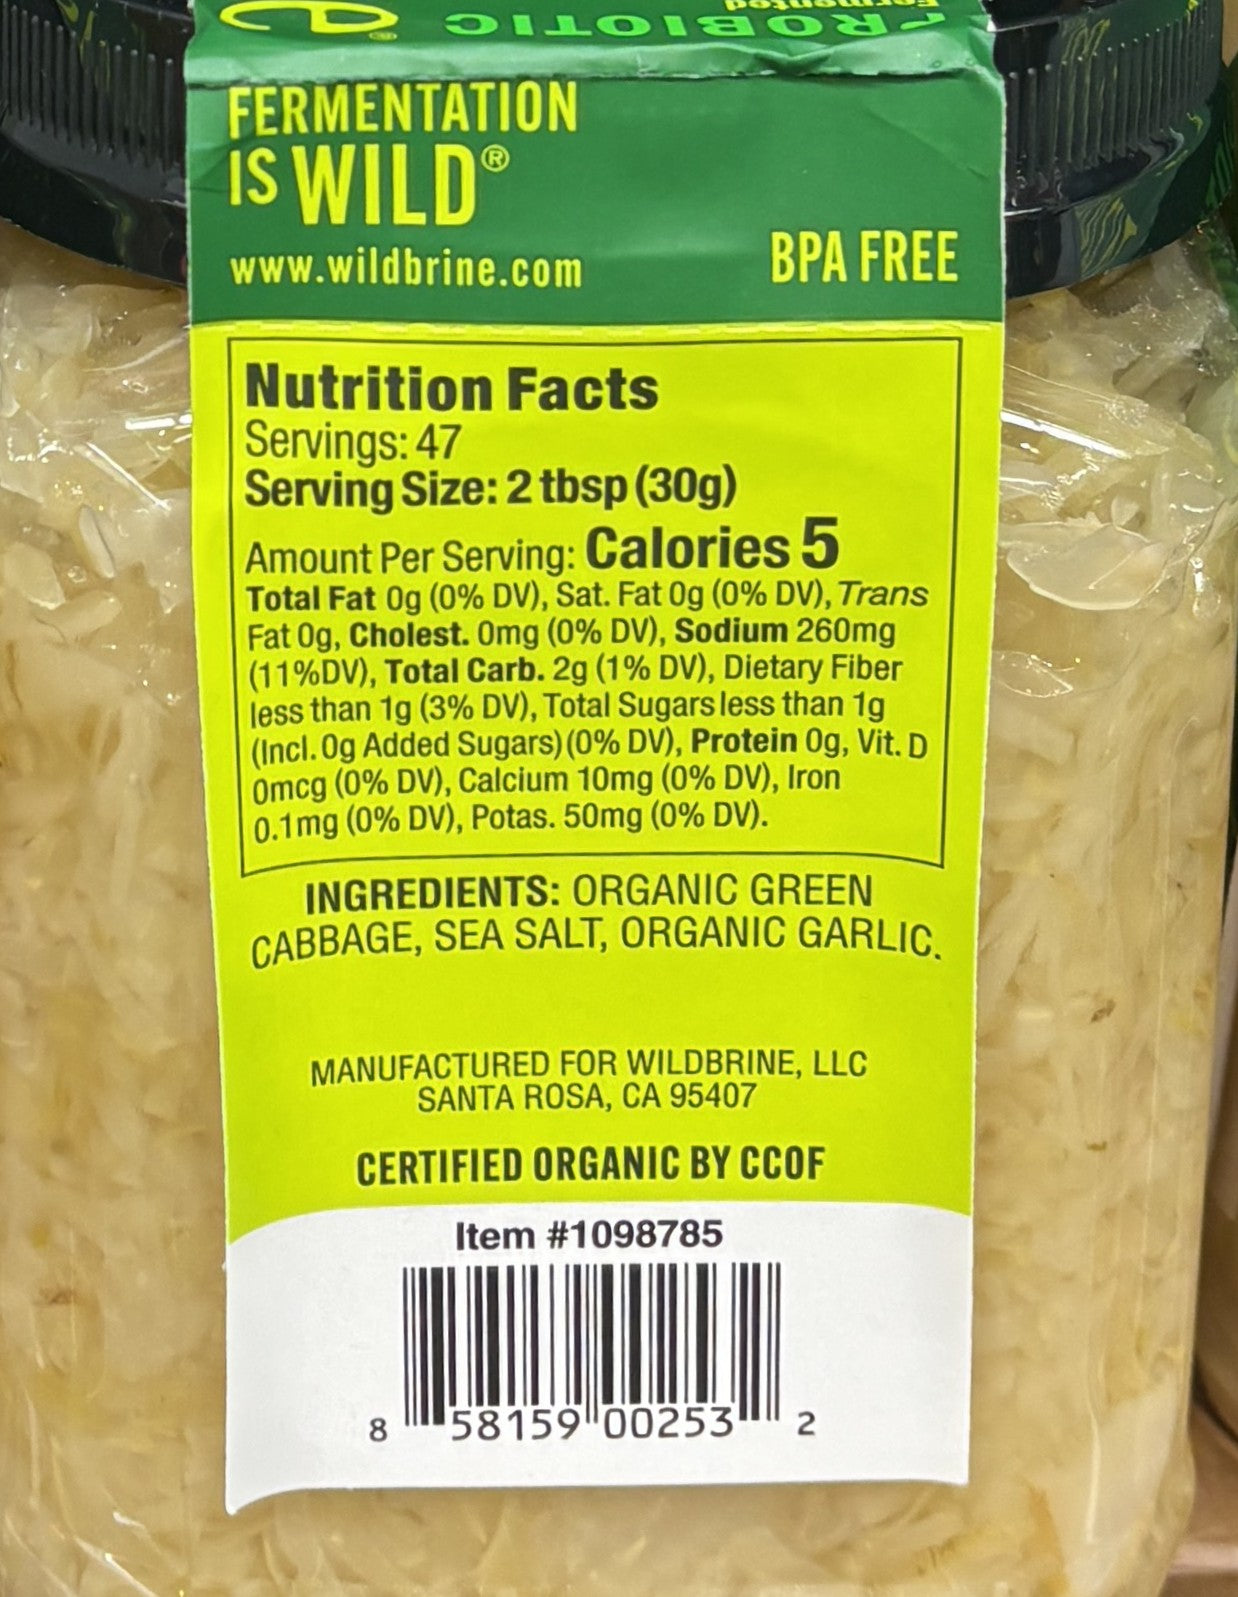 Fermented
PROBIOTIC
®
FERMENTATION
IS WILD®
www.wildbrine.com
BPA FREE
Nutrition Facts
Servings: 47
Serving Size: 2 tbsp (30g)
Amount Per Serving: Calories 5
Total Fat 0g (0% DV), Sat. Fat 0g (0% DV), Trans
Fat 0g, Cholest. 0mg (0% DV), Sodium 260mg
(11%DV), Total Carb. 2g (1% DV), Dietary Fiber
less than 1g (3% DV), Total Sugars less than 1g
(Incl. 0g Added Sugars) (0% DV), Protein 0g, Vit. D
0mcg (0% DV), Calcium 10mg (0% DV), Iron
0.1mg (0% DV), Potas. 50mg (0% DV).
INGREDIENTS: ORGANIC GREEN
CABBAGE, SEA SALT, ORGANIC GARLIC.
MANUFACTURED FOR WILDBRINE, LLC
SANTA ROSA, CA 95407
CERTIFIED ORGANIC BY CCOF
Item #1098785
8 58159 00253 2